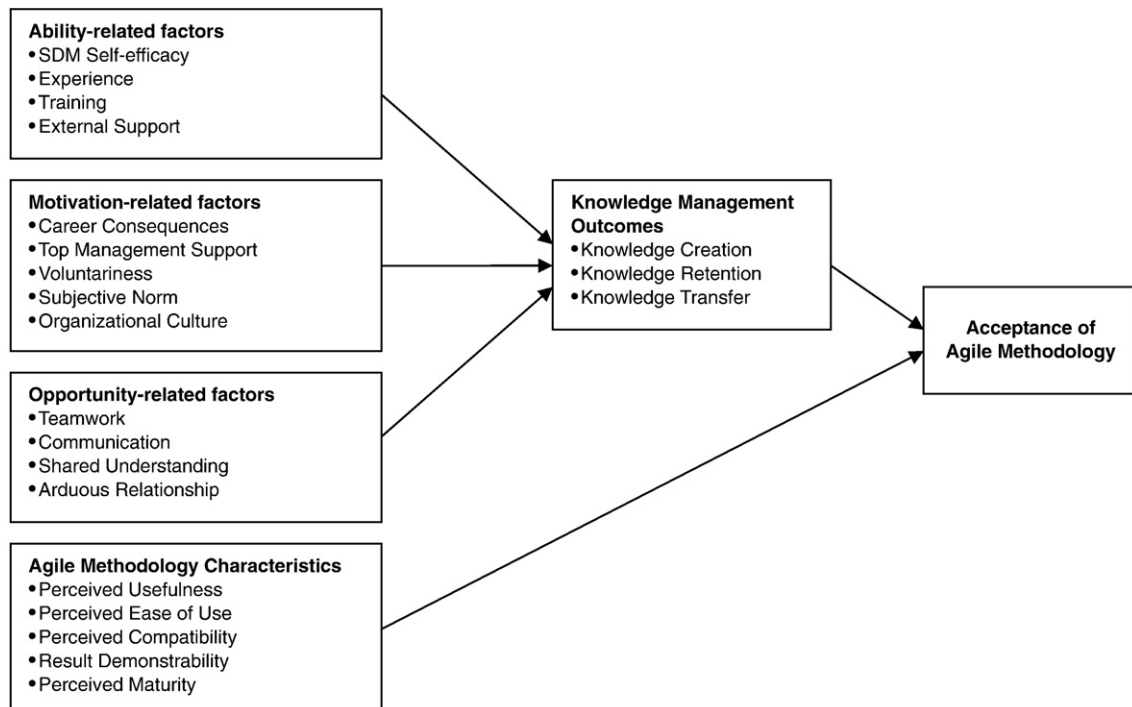 Ability-related factors
•SDM Self-efficacy
•Experience
•Training
•External Support
Motivation-related factors
•Career Consequences
•Top Management Support
•Voluntariness
•Subjective Norm
•Organizational Culture
Opportunity-related factors
•Teamwork
•Communication
•Shared Understanding
•Arduous Relationship
Agile Methodology Characteristics
•Perceived Usefulness
•Perceived Ease of Use
•Perceived Compatibility
•Result Demonstrability
•Perceived Maturity
Knowledge Management
Outcomes
•Knowledge Creation
•Knowledge Retention
•Knowledge Transfer
Acceptance of
Agile Methodology